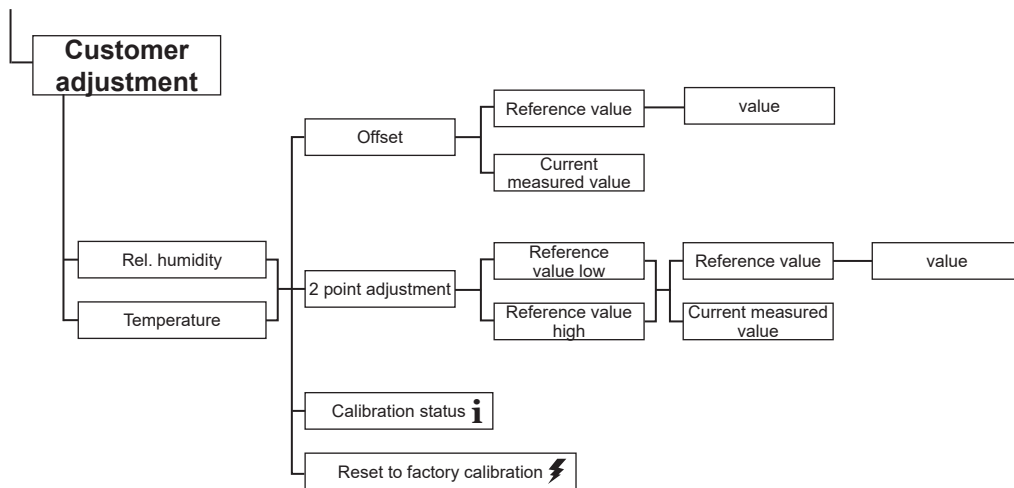 Customer
adjustment
Offset
Reference value
value
Current
measured value
Rel. humidity
Temperature
2 point adjustment
Reference
value low
Reference value
high
Reference value
value
Current measured
value
Calibration status i
Reset to factory calibration